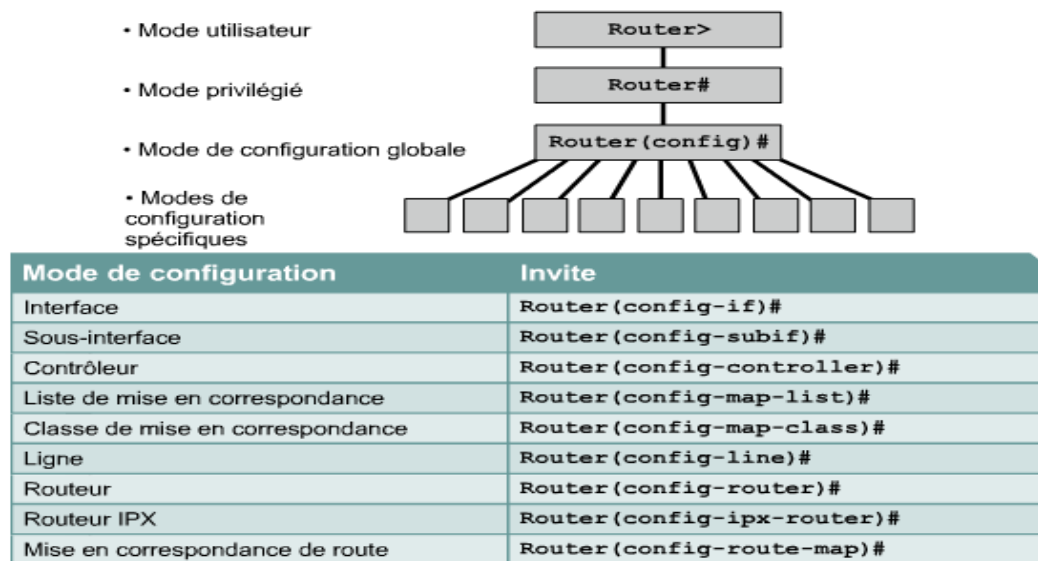 • Mode utilisateur
Router>
• Mode privilégié
Router#
• Mode de configuration globale
Router(config)#
• Modes de
configuration
spécifiques
Mode de configuration Invite
Interface Router(config-if)#
Sous-interface Router(config-subif)#
Contrôleur Router(config-controller)#
Liste de mise en correspondance Router(config-map-list)#
Classe de mise en correspondance Router(config-map-class)#
Ligne Router(config-line)#
Routeur Router(config-router)#
Routeur IPX Router(config-ipx-router)#
Mise en correspondance de route Router(config-route-map)#